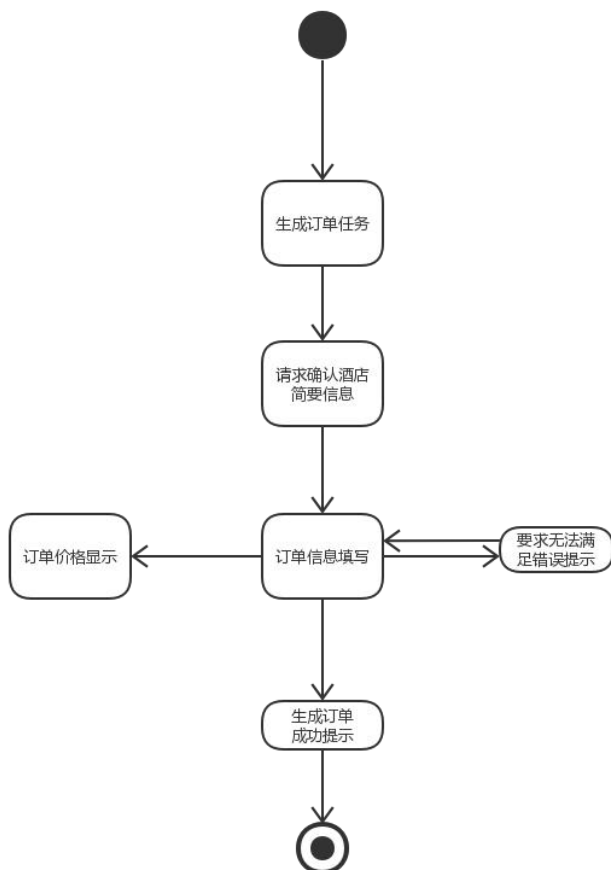 生成订单任务
请求确认酒店
简要信息
订单价格显示
订单信息填写
要求无法满
足错误提示
生成订单
成功提示